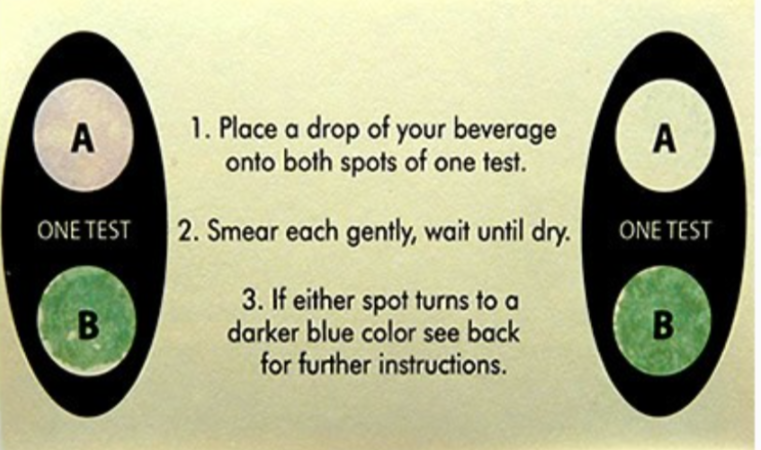 A
ONE TEST
B
1. Place a drop of your beverage
onto both spots of one test.
2. Smear each gently, wait until dry.
3. If either spot turns to a
darker blue color see back
for further instructions.
A
ONE TEST
B